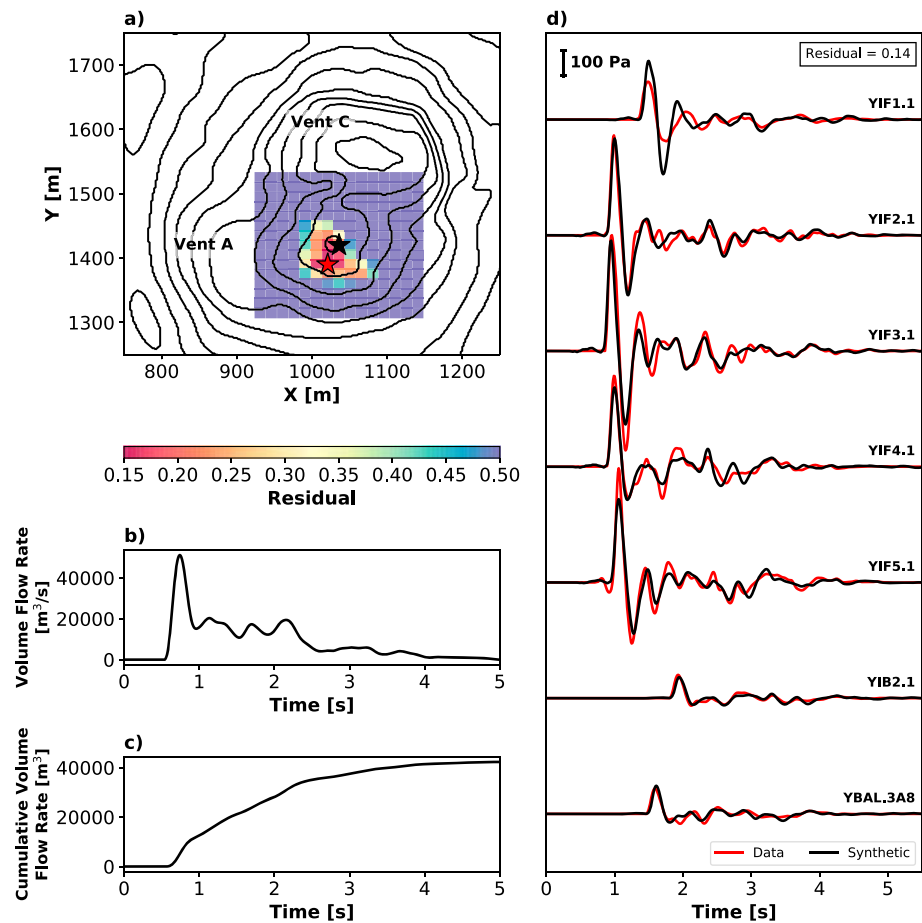 a)
1700
1600
1500
1400
1300
Y [m]
Vent C
Vent A
800
900
1000
1100
1200
X [m]
0.15
0.20
0.25
0.30
0.35
0.40
0.45
0.50
Residual
b)
Volume Flow Rate
[m³/s]
40000
20000
0
0
1
2
3
4
5
Time [s]
c)
Cumulative Volume
Flow Rate [m³]
40000
20000
0
0
1
2
3
4
5
Time [s]
d)
100 Pa
Residual = 0.14
YIF1.1
YIF2.1
YIF3.1
YIF4.1
YIF5.1
YIB2.1
YBAL.3A8
Data
Synthetic
0
1
2
3
4
5
Time [s]